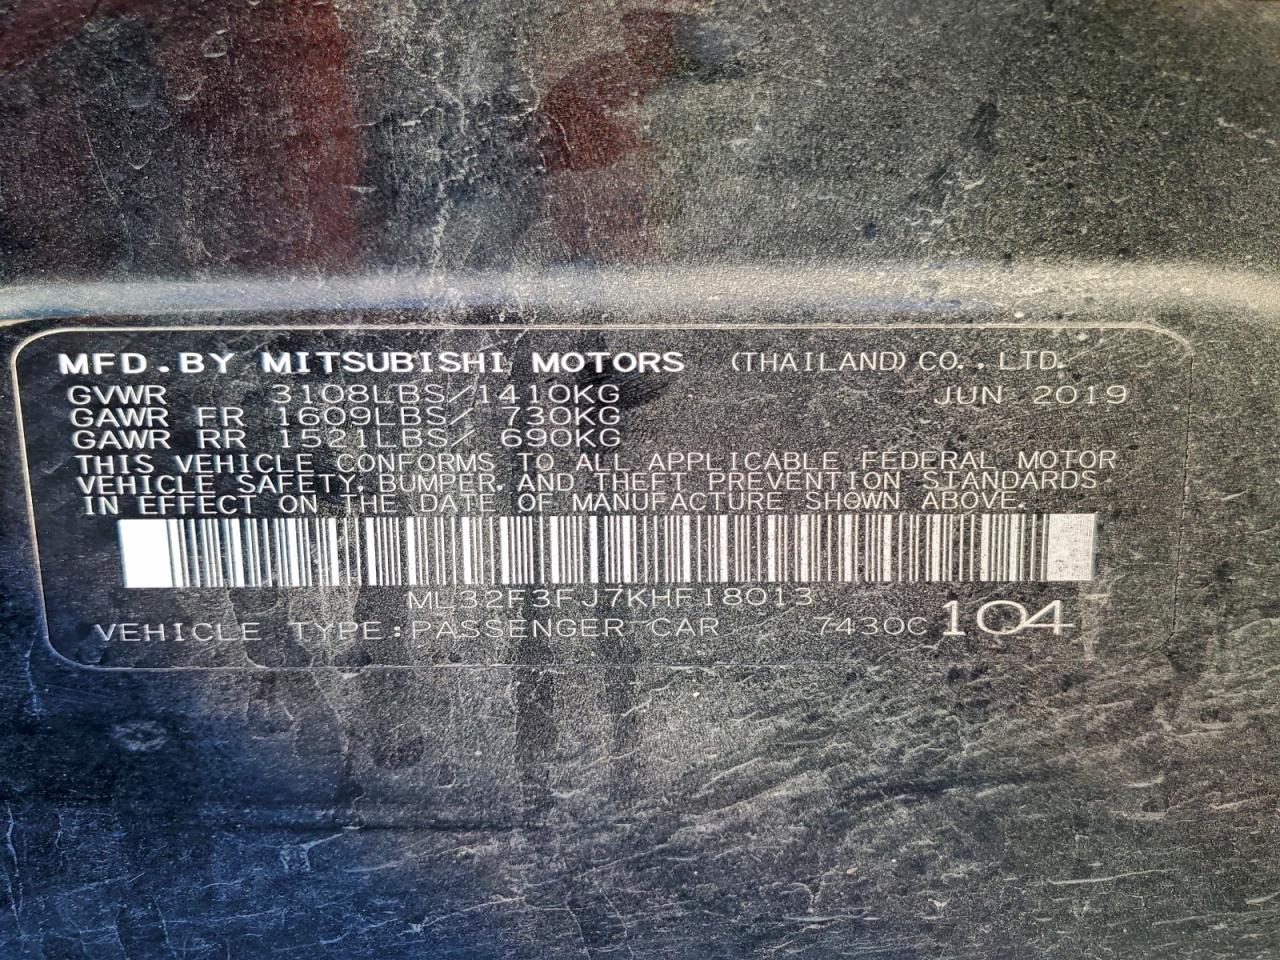 MFD.BY MITSUBISHI MOTORS (THAILAND) CO.,LTD.
GVWR 3108LBS/1410KG JUN 2019
GAWR FR 1609LBS/ 730KG
GAWR RR 1521LBS/ 690KG
THIS VEHICLE CONFORMS TO ALL APPLICABLE FEDERAL MOTOR
VEHICLE SAFETY, BUMPER, AND THEFT PREVENTION STANDARDS
IN EFFECT ON THE DATE OF MANUFACTURE SHOWN ABOVE.
ML32F3FJ7KHF18013
VEHICLE TYPE:PASSENGER CAR 7430C 104